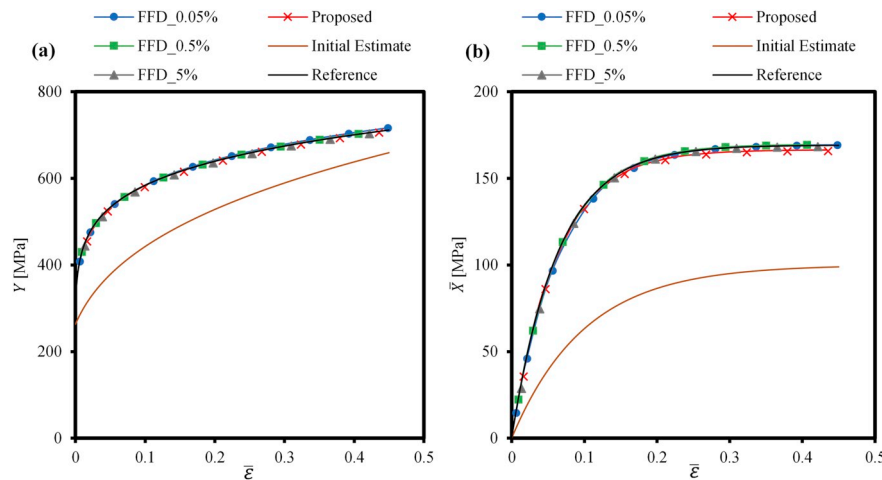 (a)
FFD_0.05%
Proposed
FFD_0.5%
Initial Estimate
FFD_5%
Reference
800
600
400
200
0
Y [MPa]
0 0.1 0.2 0.3 0.4 0.5
ε̅
(b)
FFD_0.05%
Proposed
FFD_0.5%
Initial Estimate
FFD_5%
Reference
200
150
100
50
0
X̅ [MPa]
0 0.1 0.2 0.3 0.4 0.5
ε̅